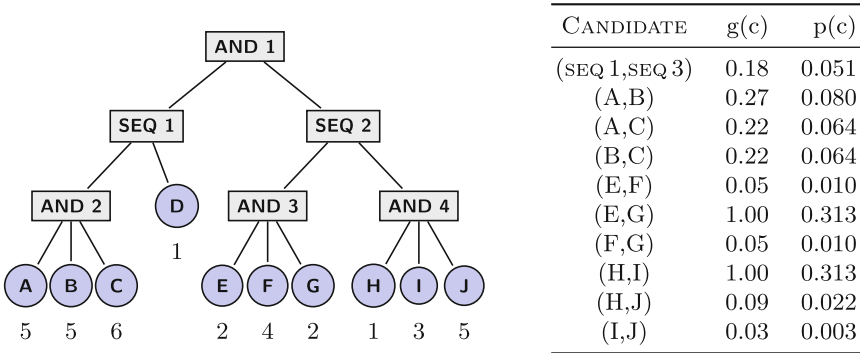 AND 1
SEQ 1 SEQ 2
AND 2 D AND 3 AND 4
1
A B C E F G H I J
5 5 6 2 4 2 1 3 5
CANDIDATE g(c) p(c)
(SEQ 1,SEQ 3) 0.18 0.051
(A,B) 0.27 0.080
(A,C) 0.22 0.064
(B,C) 0.22 0.064
(E,F) 0.05 0.010
(E,G) 1.00 0.313
(F,G) 0.05 0.010
(H,I) 1.00 0.313
(H,J) 0.09 0.022
(I,J) 0.03 0.003